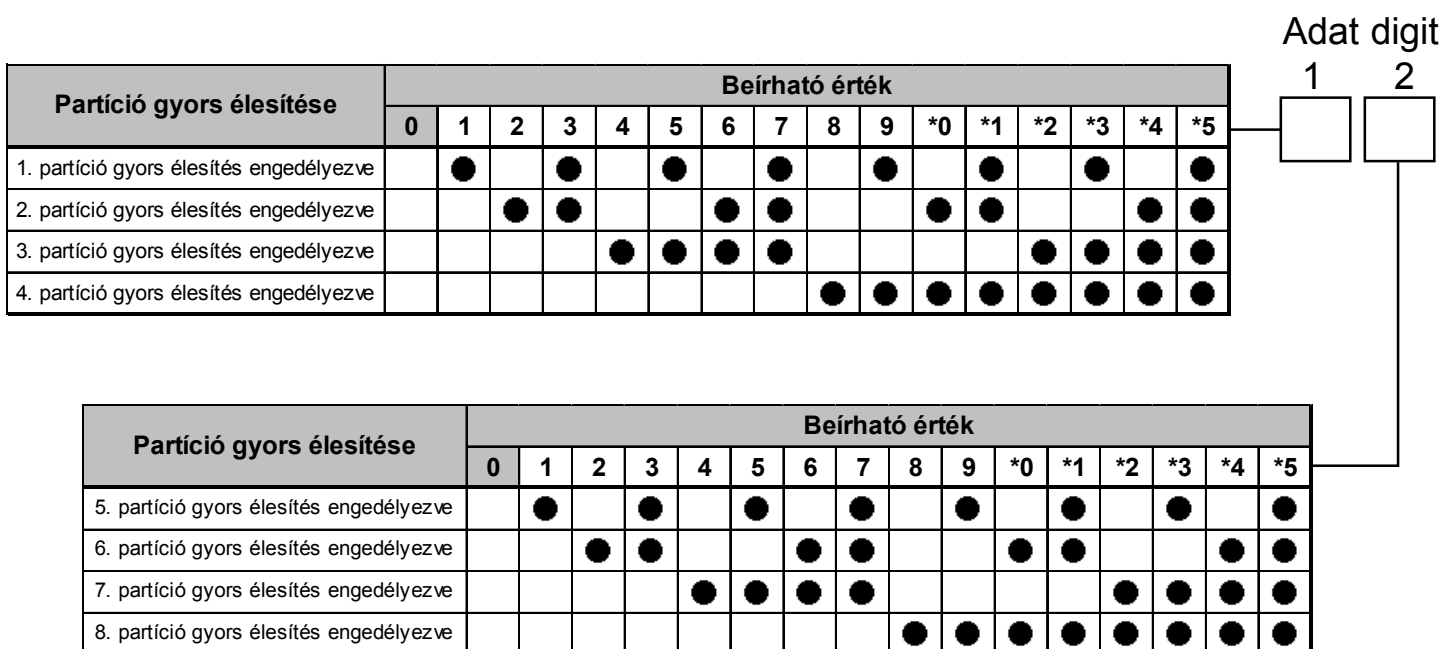 Adat digit
1 2
Partíció gyors élesítése
Beírható érték
0 1 2 3 4 5 6 7 8 9 *0 *1 *2 *3 *4 *5
1. partíció gyors élesítés engedélyezve
2. partíció gyors élesítés engedélyezve
3. partíció gyors élesítés engedélyezve
4. partíció gyors élesítés engedélyezve
Partíció gyors élesítése
Beírható érték
0 1 2 3 4 5 6 7 8 9 *0 *1 *2 *3 *4 *5
5. partíció gyors élesítés engedélyezve
6. partíció gyors élesítés engedélyezve
7. partíció gyors élesítés engedélyezve
8. partíció gyors élesítés engedélyezve